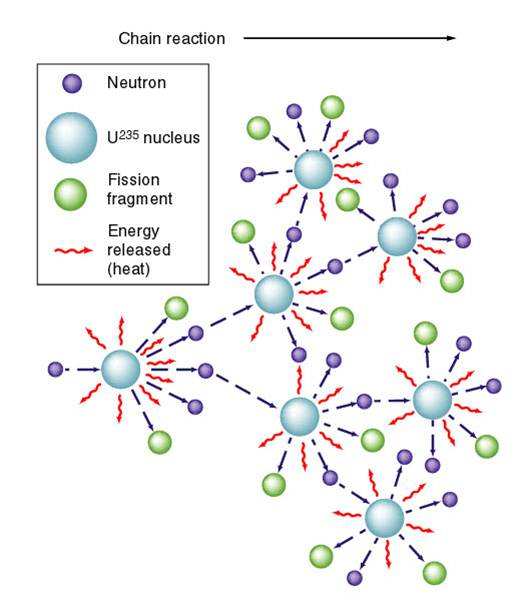 Chain reaction
Neutron
U²³⁵ nucleus
Fission
fragment
Energy
released
(heat)